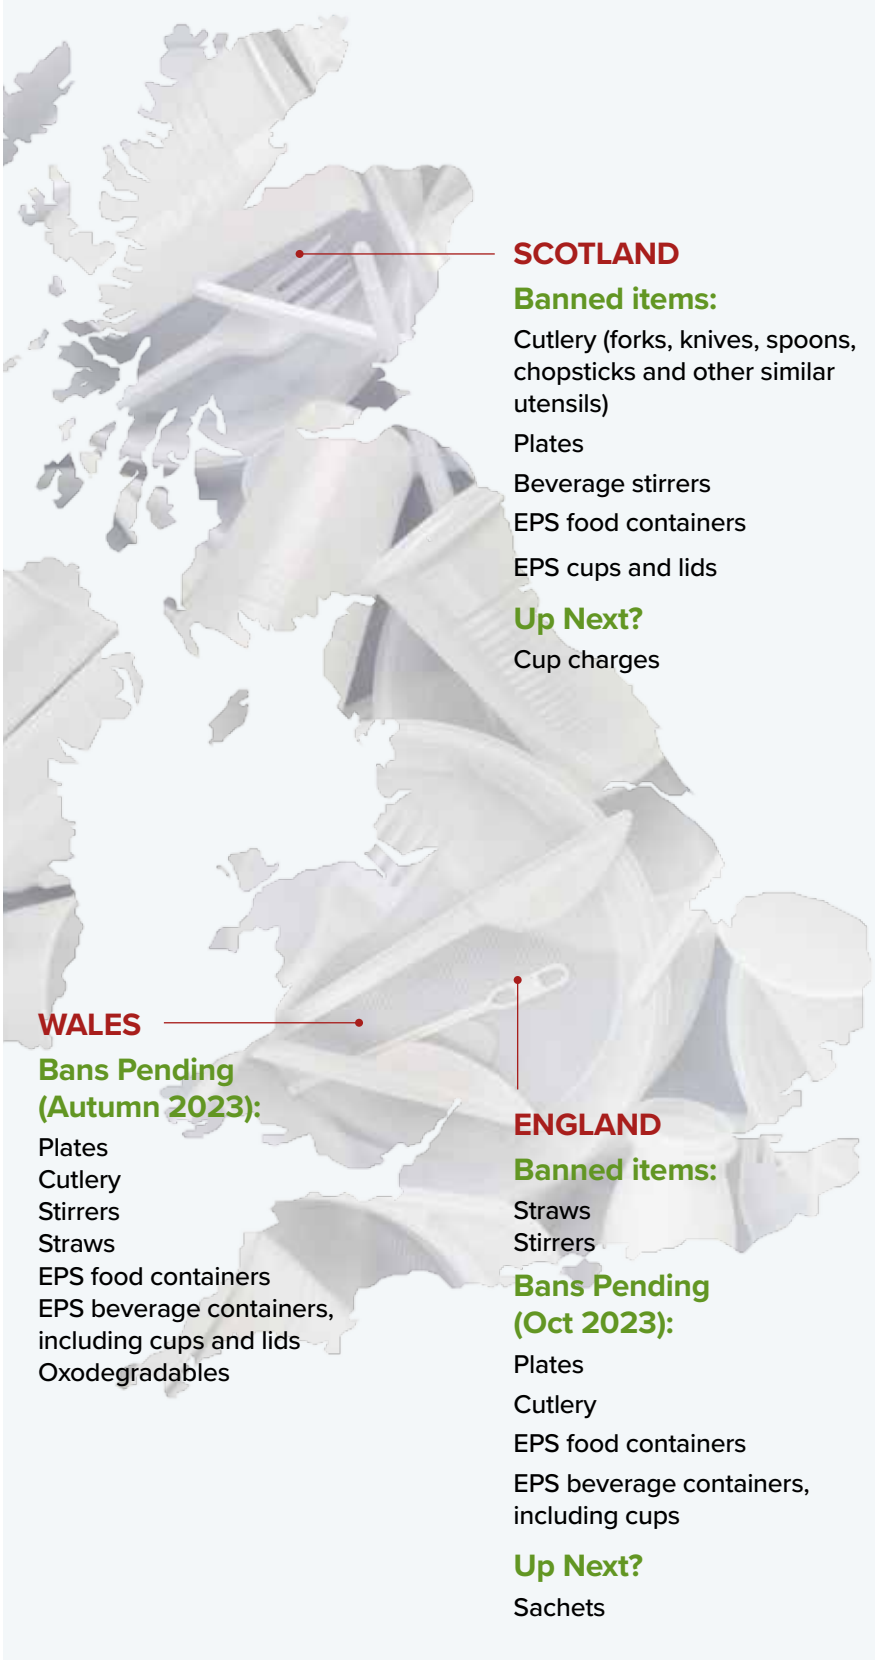 SCOTLAND
Banned items:
Cutlery (forks, knives, spoons,
chopsticks and other similar
utensils)
Plates
Beverage stirrers
EPS food containers
EPS cups and lids
Up Next?
Cup charges
WALES
Bans Pending
(Autumn 2023):
Plates
Cutlery
Stirrers
Straws
EPS food containers
EPS beverage containers,
including cups and lids
Oxodegradables
ENGLAND
Banned items:
Straws
Stirrers
Bans Pending
(Oct 2023):
Plates
Cutlery
EPS food containers
EPS beverage containers,
including cups
Up Next?
Sachets